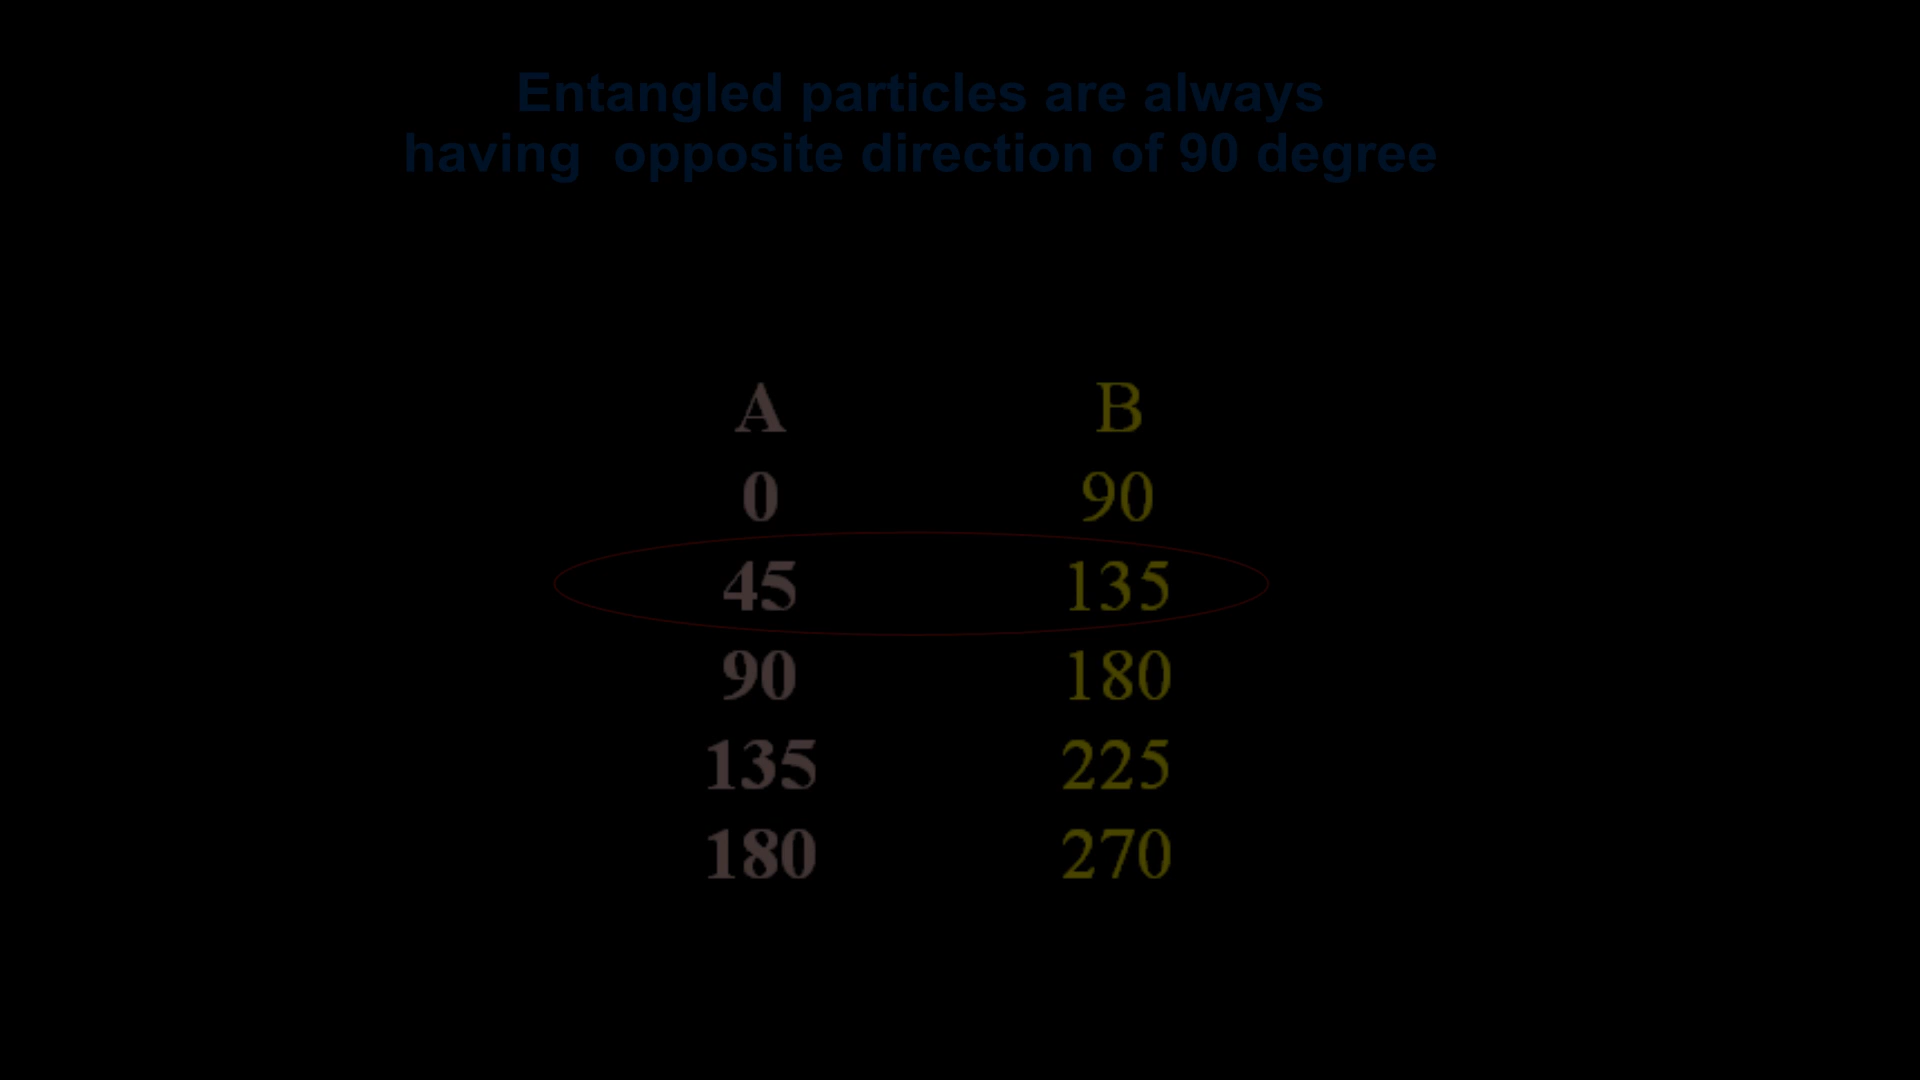 Entangled particles are always
having  opposite direction of 90 degree
A B
0 90
45 135
90 180
135 225
180 270